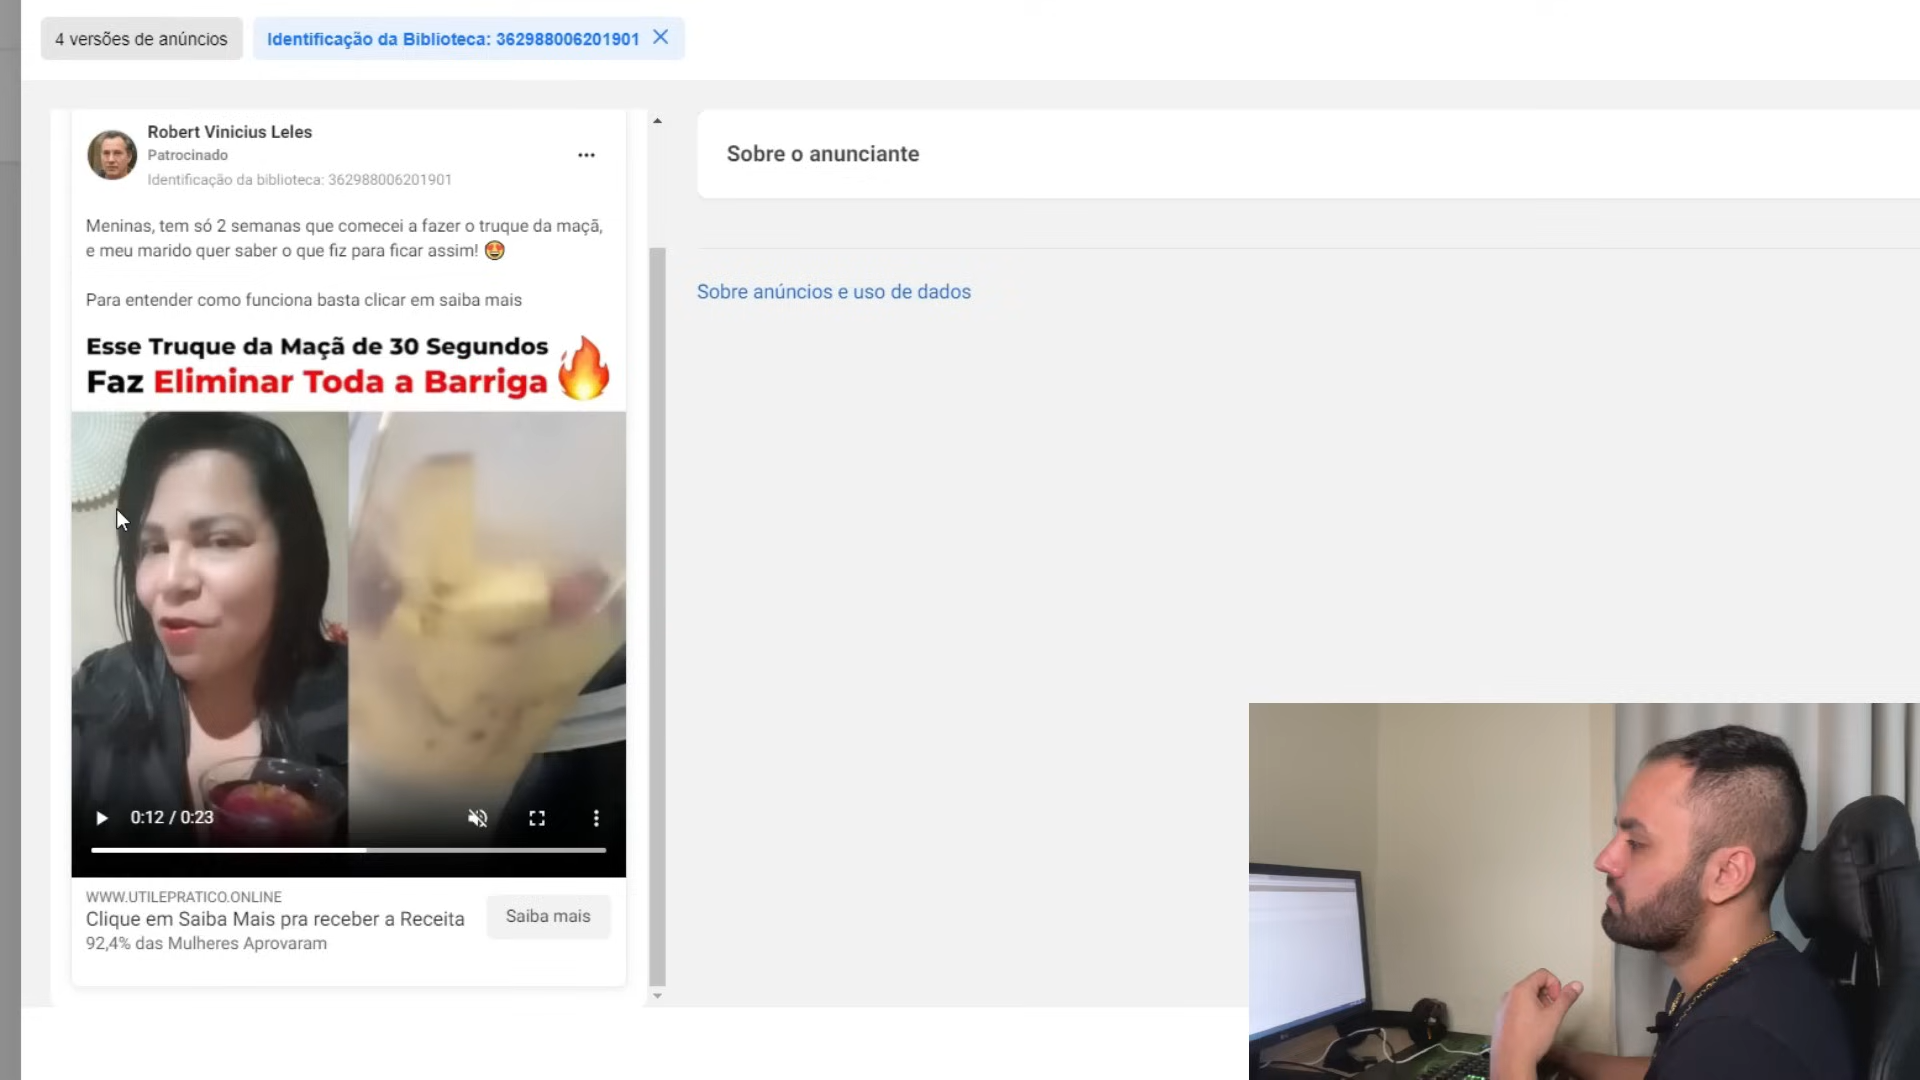 4 versões de anúncios
Identificação da Biblioteca: 362988006201901
Robert Vinicius Leles
Patrocinado
Identificação da biblioteca: 362988006201901
Meninas, tem só 2 semanas que comecei a fazer o truque da maçã,
e meu marido quer saber o que fiz para ficar assim! 🤩
Para entender como funciona basta clicar em saiba mais
Esse Truque da Maçã de 30 Segundos
Faz Eliminar Toda a Barriga
0:12 / 0:23
WWW.UTILEPRATICO.ONLINE
Clique em Saiba Mais pra receber a Receita
92,4% das Mulheres Aprovaram
Saiba mais
Sobre o anunciante
Sobre anúncios e uso de dados